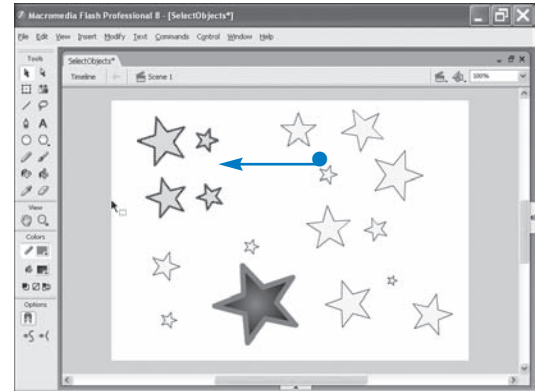 Macromedia Flash Professional 8 - [SelectObjects*]
File Edit View Insert Modify Text Commands Control Window Help
Tools
SelectObjects*
Timeline Scene 1 100%
A
View
Colors
Options